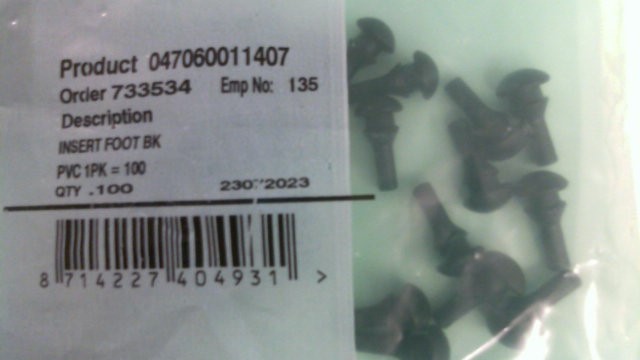 Product 047060011407
Order 733534 Emp No: 135
Description
INSERT FOOT BK
PVC 1PK = 100
QTY .100
8 714227 404931 >